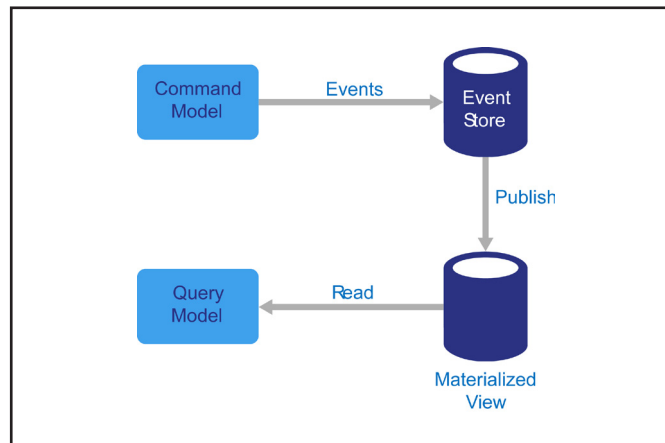 Command
Model
Events
Event
Store
Publish
Query
Model
Read
Materialized
View